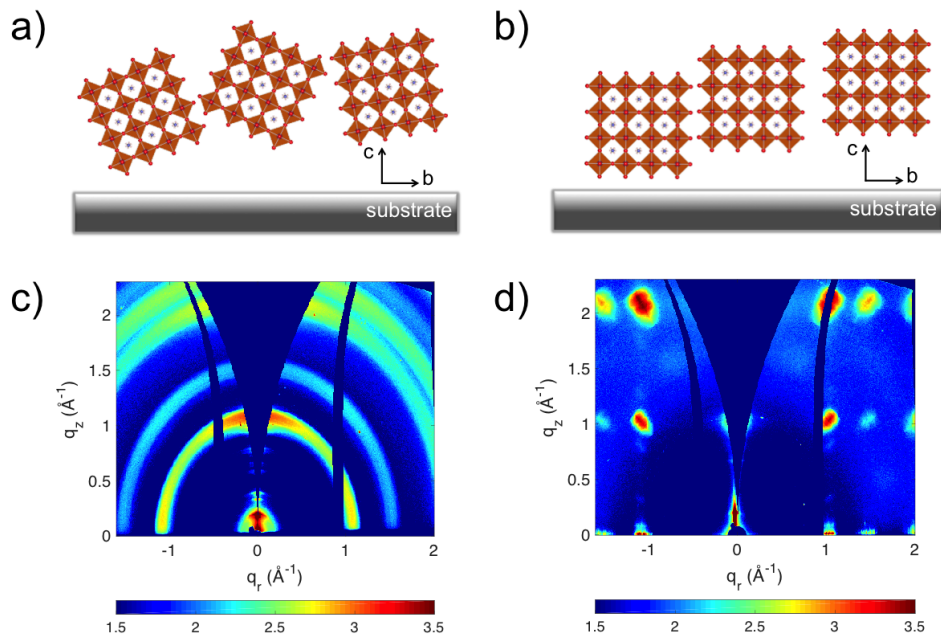 a)
b)
c
b
substrate
c
b
substrate
c)
d)
2
1.5
1
0.5
0
q_z (Å⁻¹)
-1 0 1 2
q_r (Å⁻¹)
1.5 2 2.5 3 3.5
2
1.5
1
0.5
0
q_z (Å⁻¹)
-1 0 1 2
q_r (Å⁻¹)
1.5 2 2.5 3 3.5